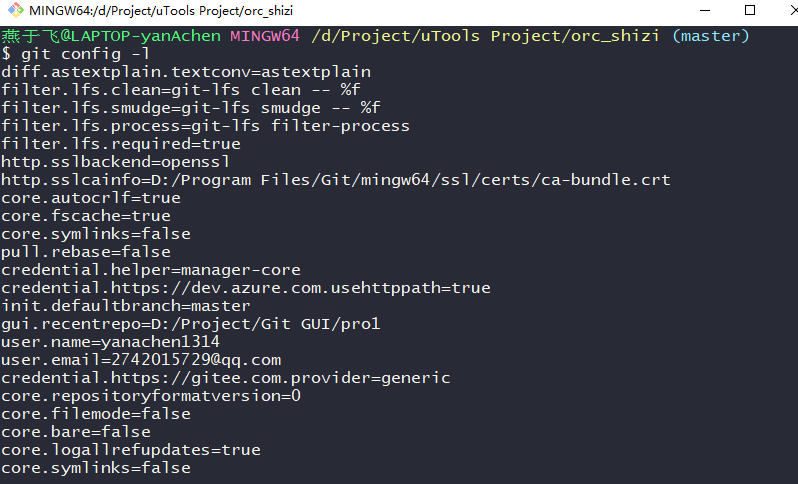 MINGW64:/d/Project/uTools Project/orc_shizi
燕于飞@LAPTOP-yanAchen MINGW64 /d/Project/uTools Project/orc_shizi (master)
$ git config -l
diff.astextplain.textconv=astextplain
filter.lfs.clean=git-lfs clean -- %f
filter.lfs.smudge=git-lfs smudge -- %f
filter.lfs.process=git-lfs filter-process
filter.lfs.required=true
http.sslbackend=openssl
http.sslcainfo=D:/Program Files/Git/mingw64/ssl/certs/ca-bundle.crt
core.autocrlf=true
core.fscache=true
core.symlinks=false
pull.rebase=false
credential.helper=manager-core
credential.https://dev.azure.com.usehttppath=true
init.defaultbranch=master
gui.recentrepo=D:/Project/Git GUI/pro1
user.name=yanachen1314
user.email=2742015729@qq.com
credential.https://gitee.com.provider=generic
core.repositoryformatversion=0
core.filemode=false
core.bare=false
core.logallrefupdates=true
core.symlinks=false